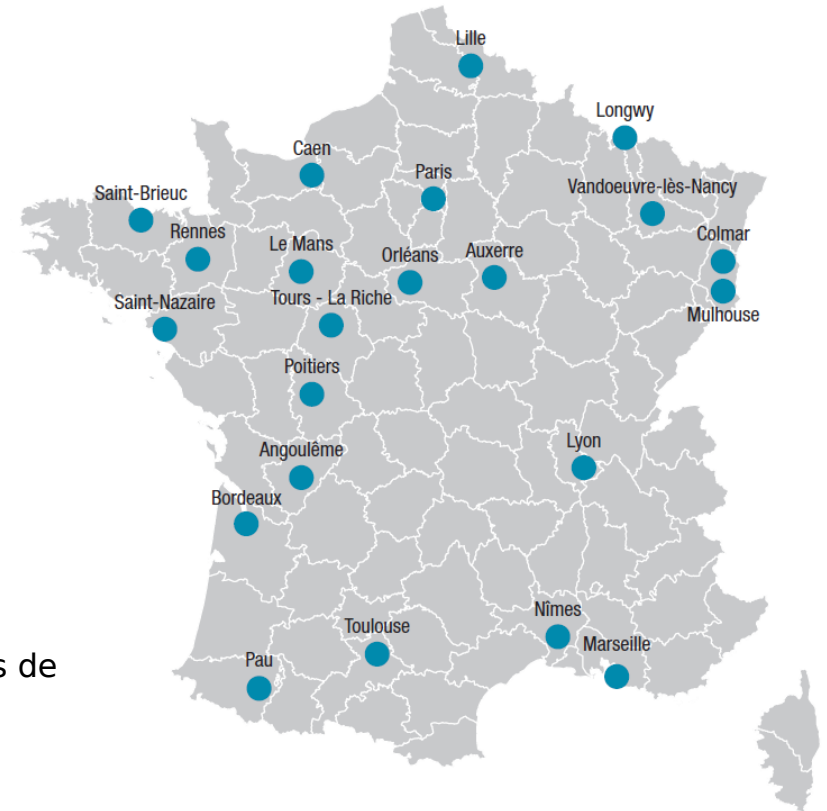 Lille
Longwy
Caen
Paris
Vandoeuvre-lès-Nancy
Saint-Brieuc
Rennes
Le Mans
Orléans
Auxerre
Colmar
Saint-Nazaire
Tours - La Riche
Mulhouse
Poitiers
Angoulême
Lyon
Bordeaux
Nîmes
Toulouse
Marseille
Pau
s de